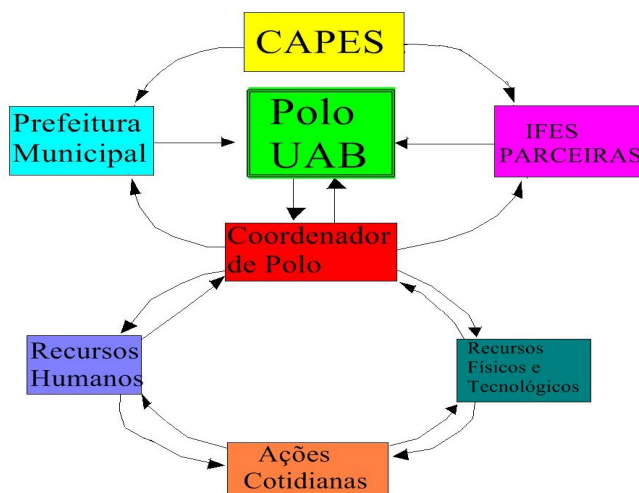 CAPES
Prefeitura
Municipal
Polo
UAB
IFES
PARCEIRAS
Coordenador
de Polo
Recursos
Humanos
Recursos
Físicos e
Tecnológicos
Ações
Cotidianas